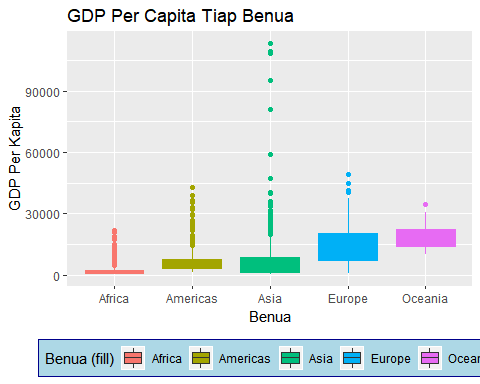 GDP Per Capita Tiap Benua
GDP Per Kapita
90000
60000
30000
0
Africa Americas Asia Europe Oceania
Benua
Benua (fill) Africa Americas Asia Europe Ocean